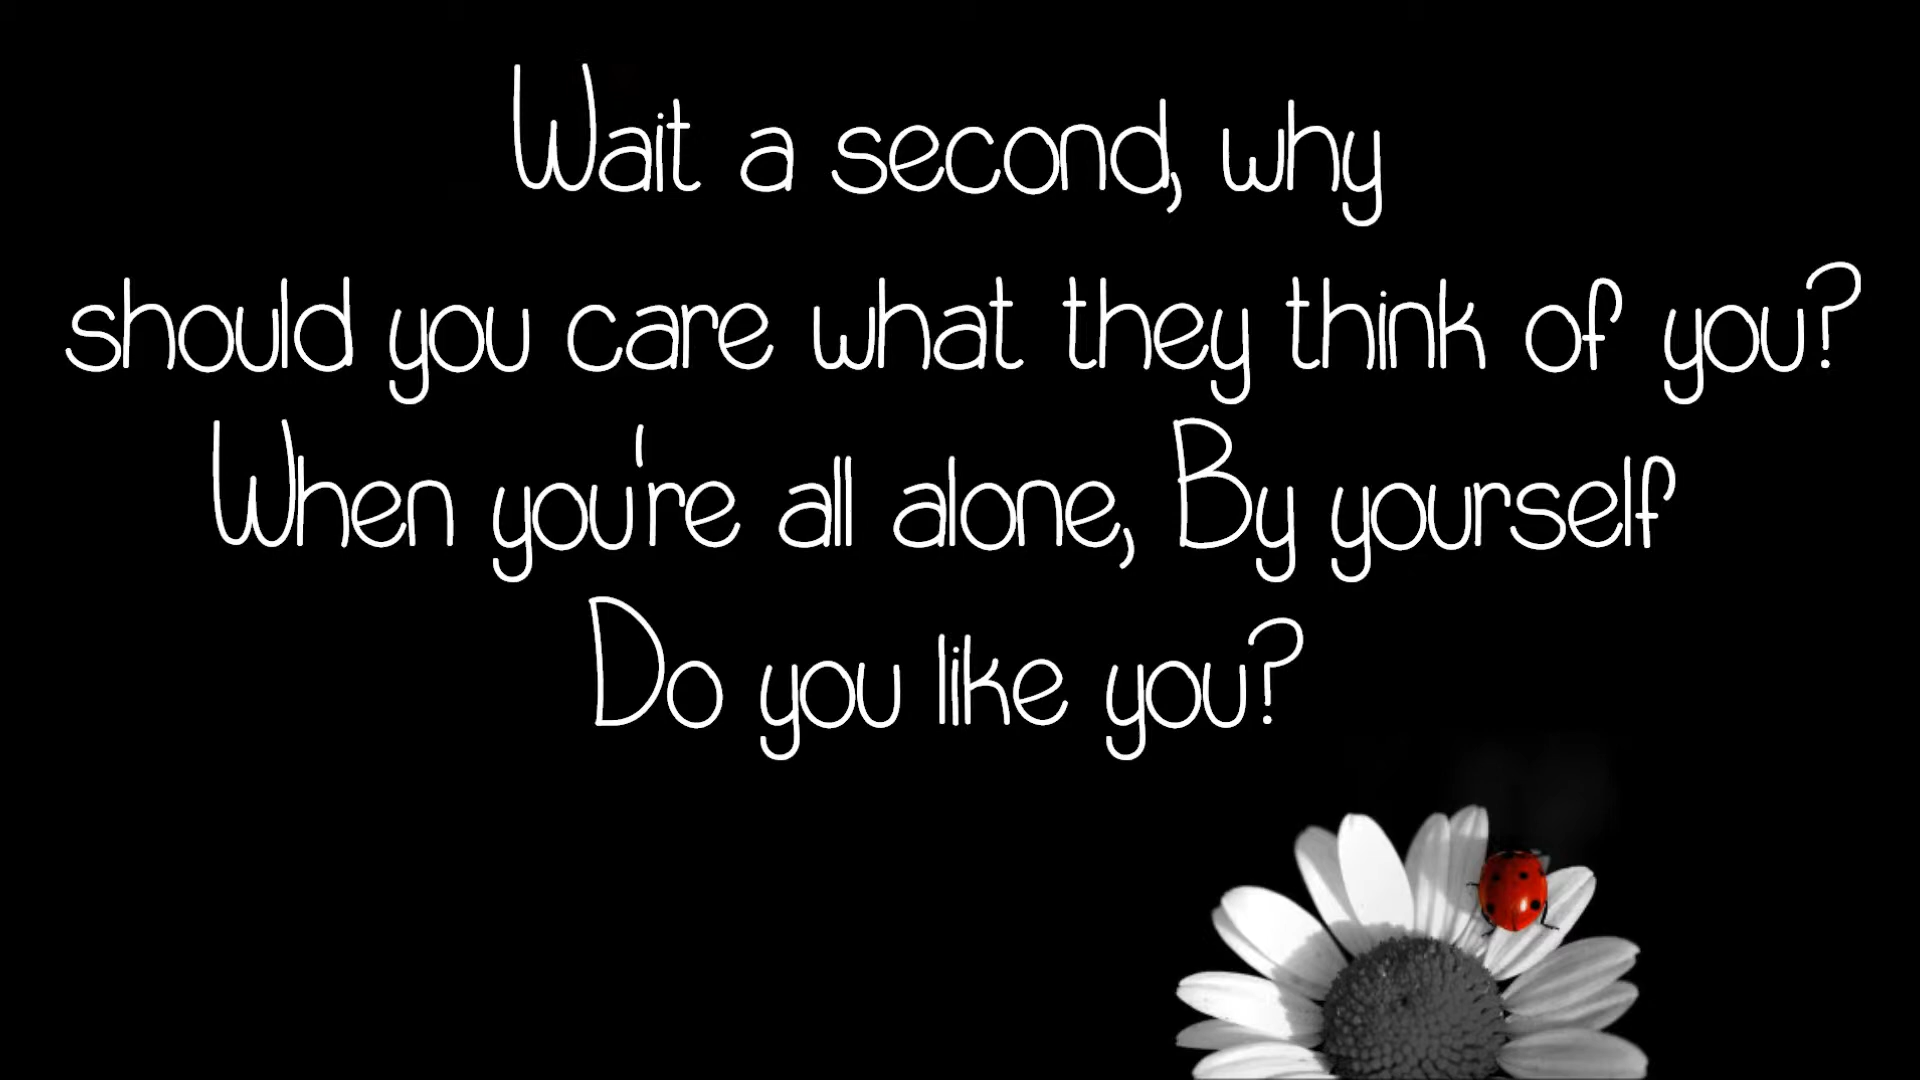 Wait a second, why
should you care what they think of you?
When you're all alone, By yourself
Do you like you?